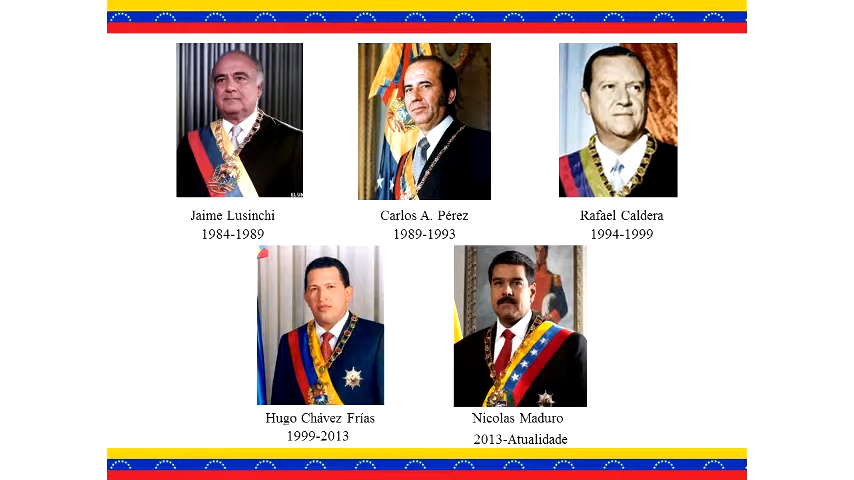 Jaime Lusinchi
1984-1989
Carlos A. Pérez
1989-1993
Rafael Caldera
1994-1999
Hugo Chávez Frías
1999-2013
Nicolas Maduro
2013-Atualidade